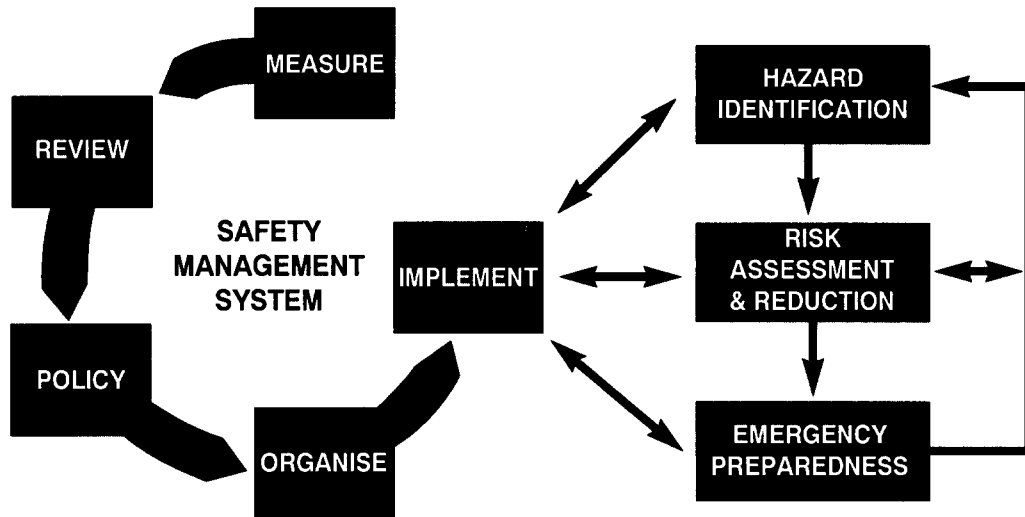 MEASURE
REVIEW
SAFETY
MANAGEMENT
SYSTEM
IMPLEMENT
POLICY
ORGANISE
HAZARD
IDENTIFICATION
RISK
ASSESSMENT
& REDUCTION
EMERGENCY
PREPAREDNESS